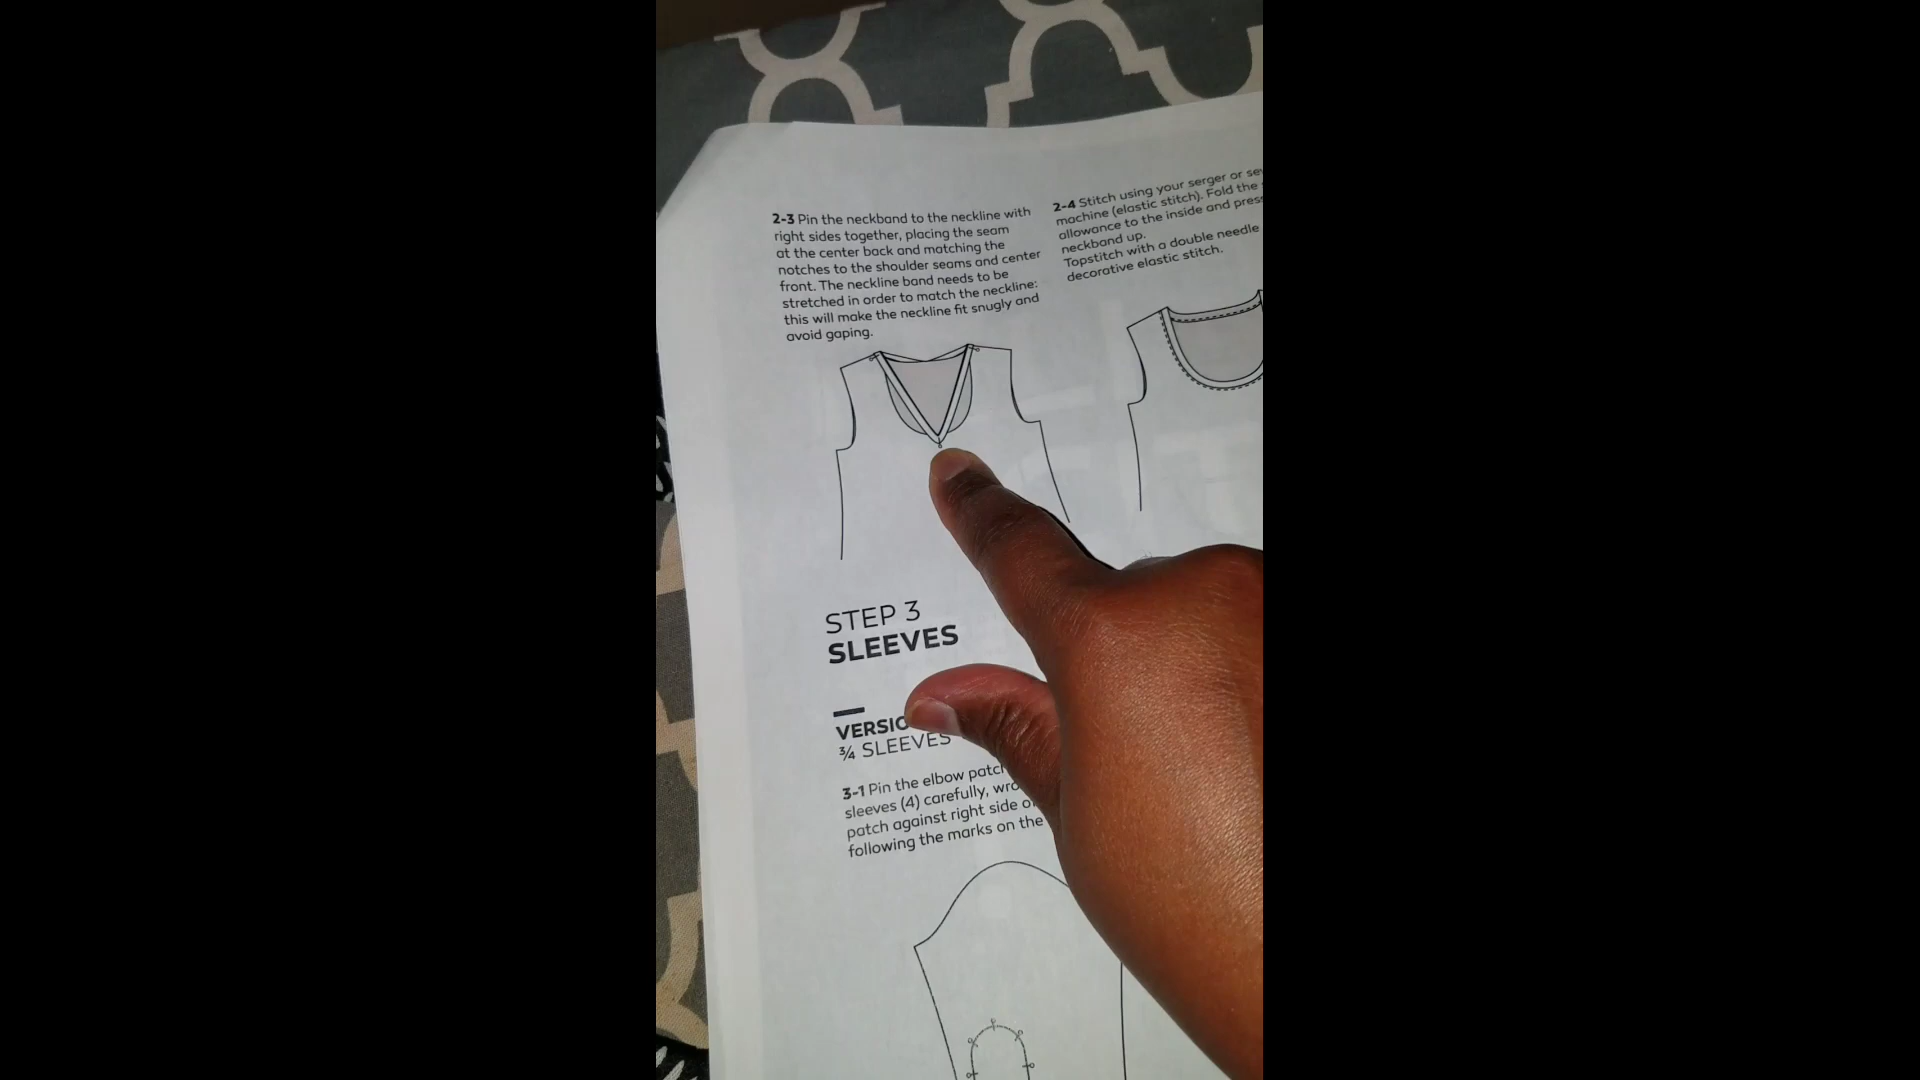 2-3 Pin the neckband to the neckline with
right sides together, placing the seam
at the center back and matching the
notches to the shoulder seams and center
front. The neckline band needs to be
stretched in order to match the neckline:
this will make the neckline fit snugly and
avoid gaping.
2-4 Stitch using your serger or
machine (elastic stitch). Fold the
allowance to the inside and press
neckband up.
Topstitch with a double needle
decorative elastic stitch.
STEP 3
SLEEVES
¾ SLEEVES
3-1 Pin the elbow
sleeves (4) carefully,
patch against right side
following the marks on the